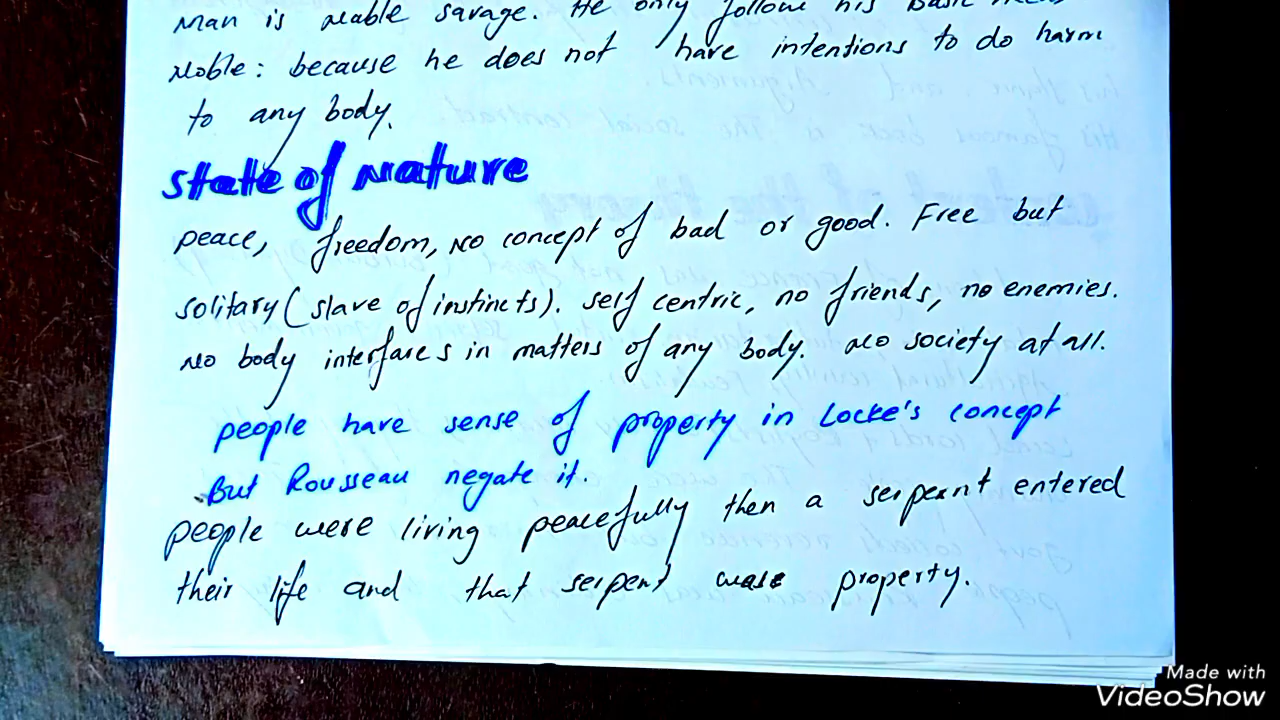 Man is noble savage. He only follow his basic needs
Noble: because he does not have intentions to do harm
to any body.
State of Nature
peace, freedom, no concept of bad or good. Free but
solitary (slave of instincts). self centric, no friends, no enemies.
No body interfares in matters of any body. No society at all.
people have sense of property in Locke's concept
But Rousseau negate it.
people were living peacefully then a serpent entered
their life and that serpent was property.
Made with
VideoShow